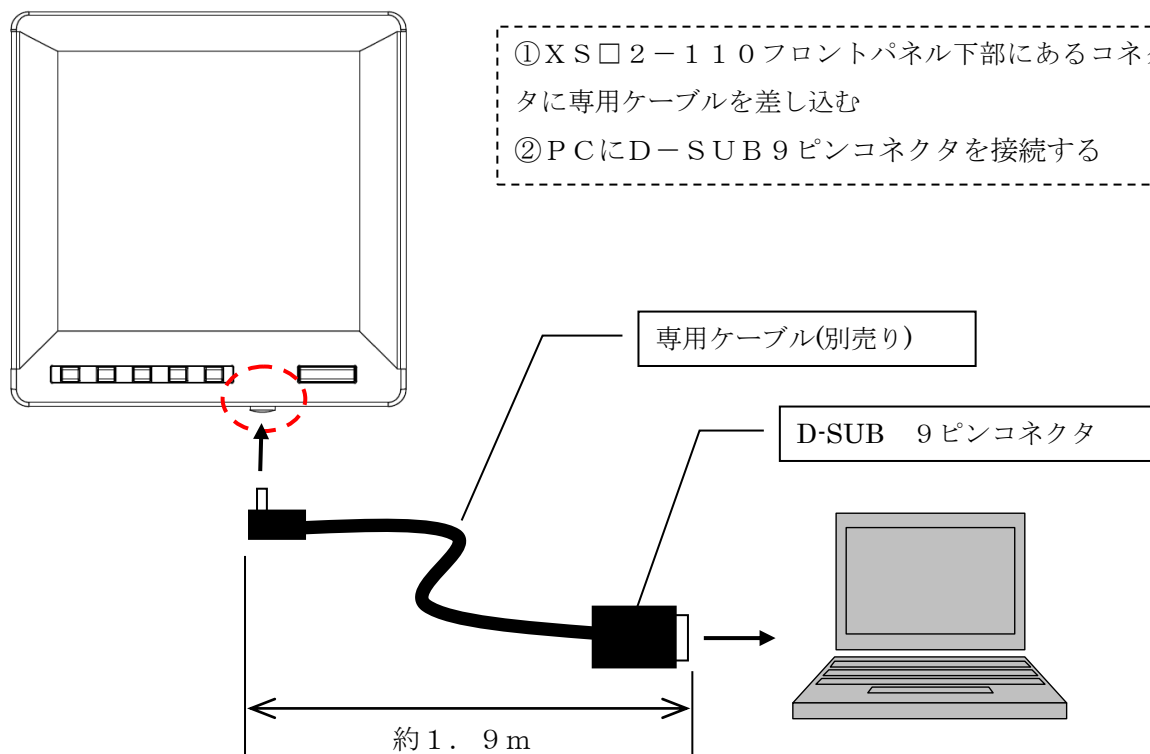 ①ＸＳ□２－１１０フロントパネル下部にあるコネク
タに専用ケーブルを差し込む
②ＰＣにＤ－ＳＵＢ９ピンコネクタを接続する
専用ケーブル(別売り)
D-SUB　９ピンコネクタ
約１．９ｍ